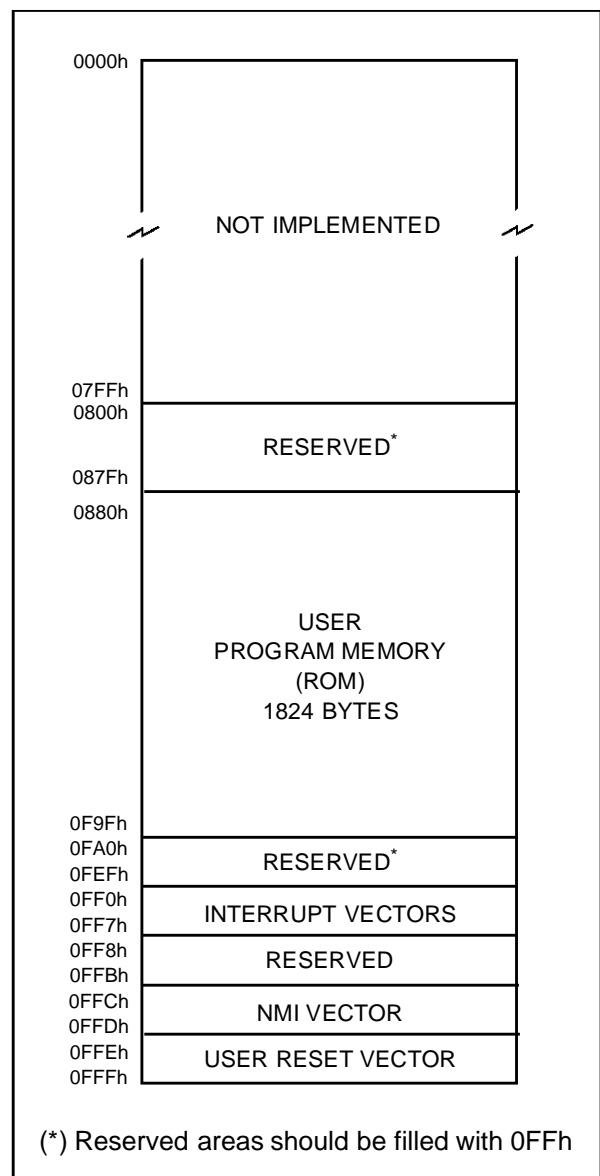 0000h
NOT IMPLEMENTED
07FFh
0800h
RESERVED*
087Fh
0880h
USER
PROGRAM MEMORY
(ROM)
1824 BYTES
0F9Fh
0FA0h
RESERVED*
0FEFh
0FF0h
INTERRUPT VECTORS
0FF7h
0FF8h
RESERVED
0FFBh
0FFCh
NMI VECTOR
0FFDh
0FFEh
USER RESET VECTOR
0FFFh
(*) Reserved areas should be filled with 0FFh